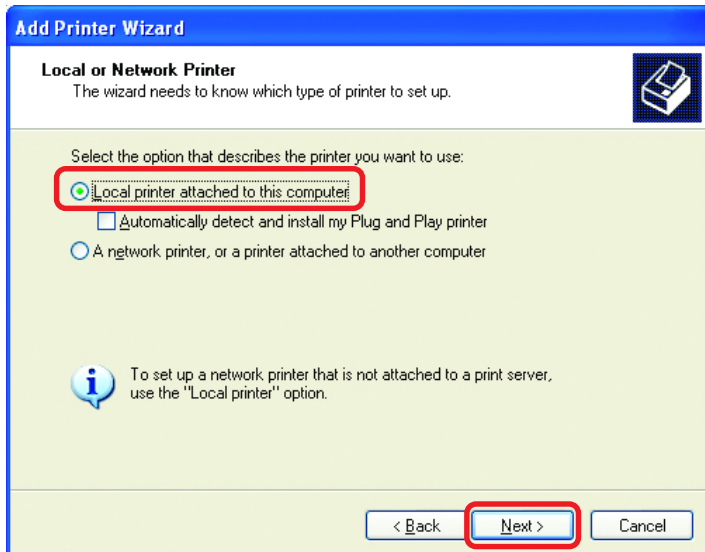 Add Printer Wizard
Local or Network Printer
The wizard needs to know which type of printer to set up.
Select the option that describes the printer you want to use:
Local printer attached to this computer
Automatically detect and install my Plug and Play printer
A network printer, or a printer attached to another computer
To set up a network printer that is not attached to a print server,
use the "Local printer" option.
< Back Next > Cancel